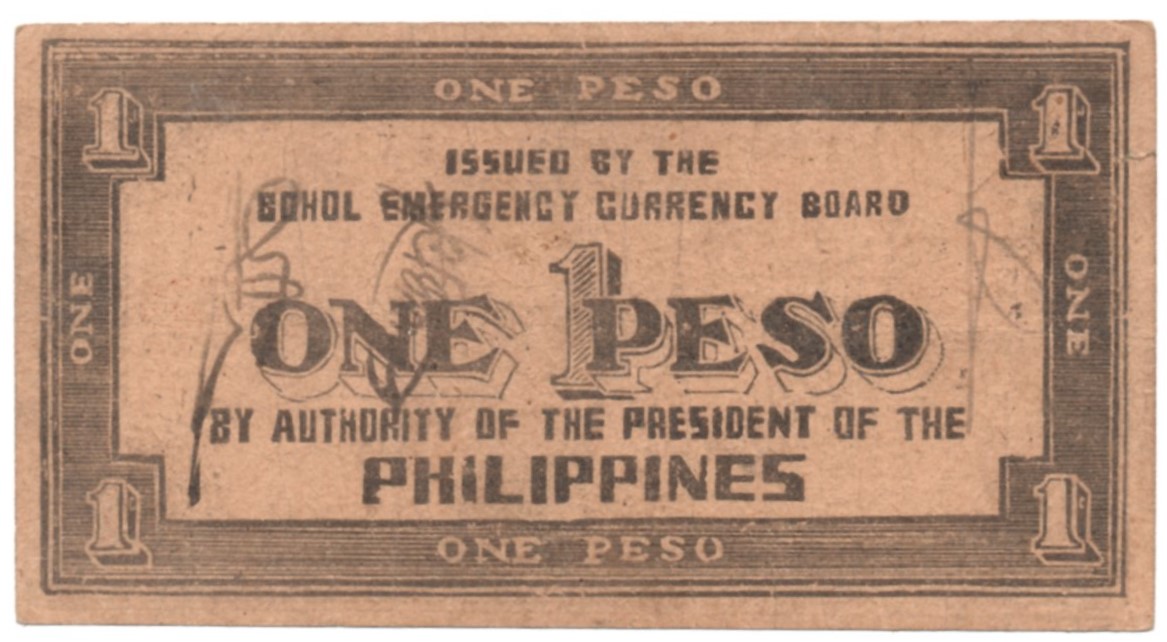 ONE PESO
1 1
ISSUED BY THE
BOHOL EMERGENCY CURRENCY BOARD
ONE 1 PESO
ONE ONE
BY AUTHORITY OF THE PRESIDENT OF THE
PHILIPPINES
1 1
ONE PESO